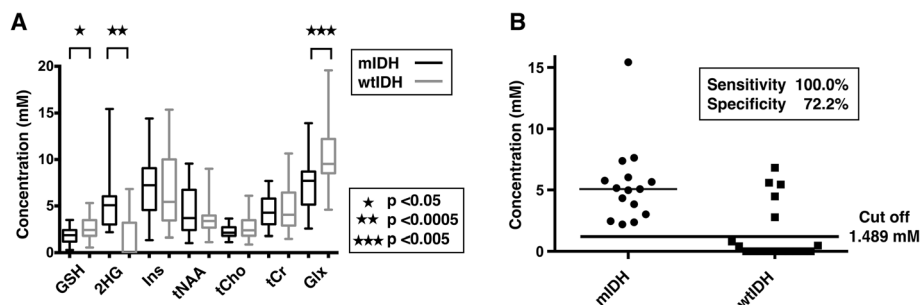 A
★ ★★ ★★★
mIDH
wtIDH
Concentration (mM)
20
15
10
5
0
GSH 2HG Ins tNAA tCho tCr Glx
★ p <0.05
★★ p <0.0005
★★★ p <0.005
B
Sensitivity 100.0%
Specificity 72.2%
Concentration (mM)
15
10
5
0
Cut off
1.489 mM
mIDH wtIDH